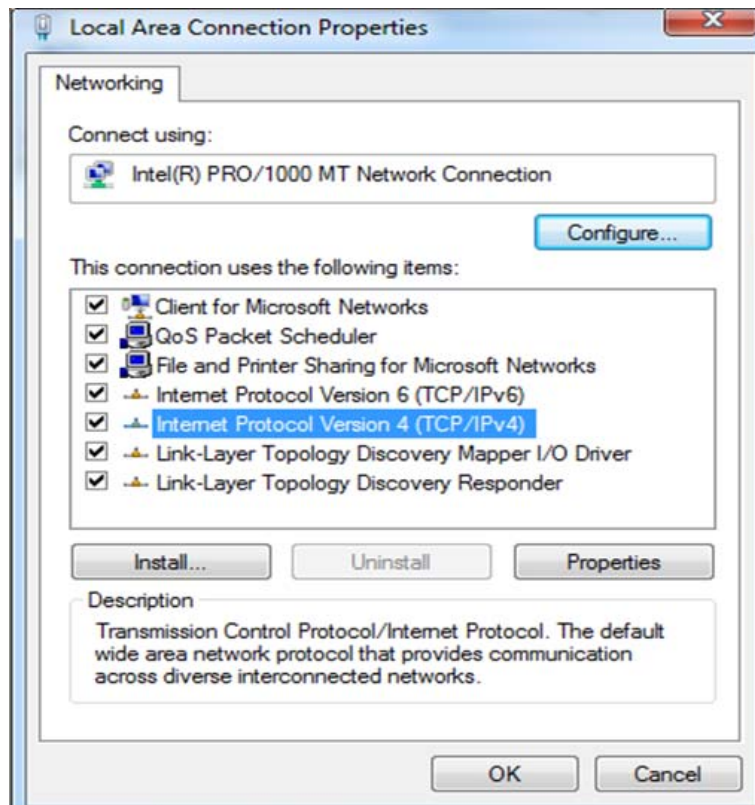 Local Area Connection Properties
Networking
Connect using:
Intel(R) PRO/1000 MT Network Connection
Configure...
This connection uses the following items:
Client for Microsoft Networks
QoS Packet Scheduler
File and Printer Sharing for Microsoft Networks
Internet Protocol Version 6 (TCP/IPv6)
Internet Protocol Version 4 (TCP/IPv4)
Link-Layer Topology Discovery Mapper I/O Driver
Link-Layer Topology Discovery Responder
Install... Uninstall Properties
Description
Transmission Control Protocol/Internet Protocol. The default
wide area network protocol that provides communication
across diverse interconnected networks.
OK Cancel